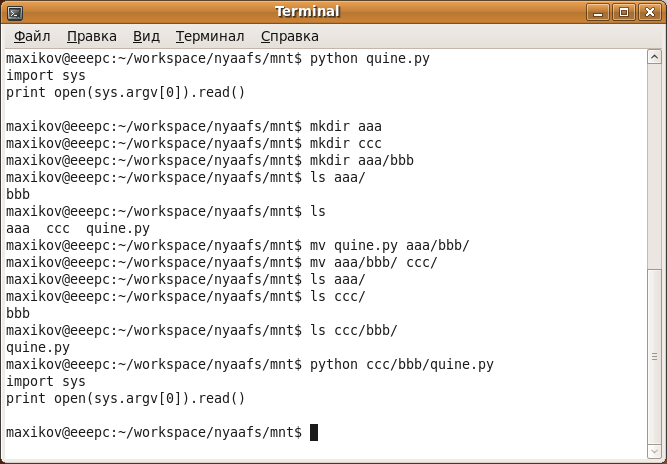 Terminal
Файл Правка Вид Терминал Справка
maxikov@eeepc:~/workspace/nyaafs/mnt$ python quine.py
import sys
print open(sys.argv[0]).read()
maxikov@eeepc:~/workspace/nyaafs/mnt$ mkdir aaa
maxikov@eeepc:~/workspace/nyaafs/mnt$ mkdir ccc
maxikov@eeepc:~/workspace/nyaafs/mnt$ mkdir aaa/bbb
maxikov@eeepc:~/workspace/nyaafs/mnt$ ls aaa/
bbb
maxikov@eeepc:~/workspace/nyaafs/mnt$ ls
aaa  ccc  quine.py
maxikov@eeepc:~/workspace/nyaafs/mnt$ mv quine.py aaa/bbb/
maxikov@eeepc:~/workspace/nyaafs/mnt$ mv aaa/bbb/ ccc/
maxikov@eeepc:~/workspace/nyaafs/mnt$ ls aaa/
maxikov@eeepc:~/workspace/nyaafs/mnt$ ls ccc/
bbb
maxikov@eeepc:~/workspace/nyaafs/mnt$ ls ccc/bbb/
quine.py
maxikov@eeepc:~/workspace/nyaafs/mnt$ python ccc/bbb/quine.py
import sys
print open(sys.argv[0]).read()
maxikov@eeepc:~/workspace/nyaafs/mnt$